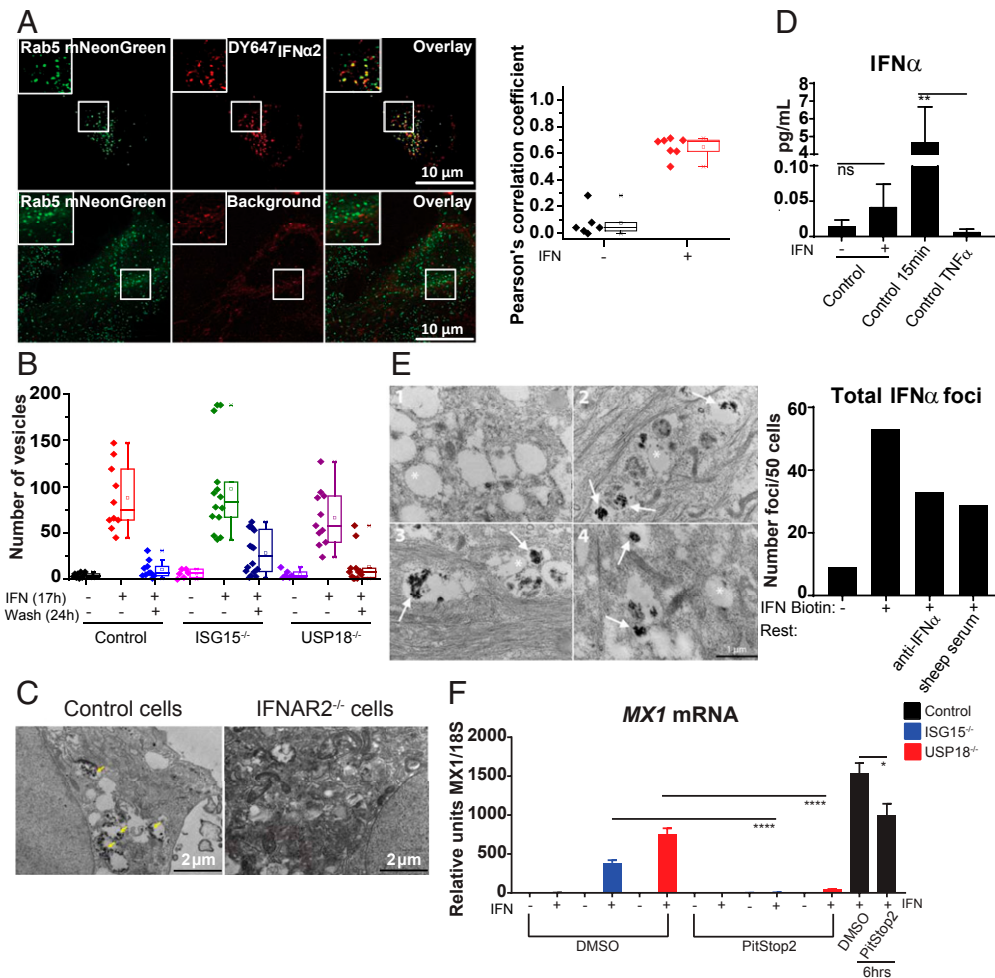 A
Rab5 mNeonGreen
DY647IFNα2
Overlay
10 µm
Rab5 mNeonGreen
Background
Overlay
10 µm
Pearson's correlation coefficient
1.0
0.8
0.6
0.4
0.2
0.0
IFN
-
+
D
IFNα
pg/mL
8
7
6
5
4
0.10
0.05
0.00
ns
**
IFN - +
Control
Control 15min
Control TNFα
B
Number of vesicles
200
150
100
50
0
IFN (17h) - + + - + + - + +
Wash (24h) - - + - - + - - +
Control
ISG15-/-
USP18-/-
E
1
2
3
4
1 µm
Total IFNα foci
Number foci/50 cells
60
40
20
0
IFN Biotin: - + + +
Rest:
anti-IFNα
sheep serum
C
Control cells
IFNAR2-/- cells
2µm
2µm
F
MX1 mRNA
Control
ISG15-/-
USP18-/-
Relative units MX1/18S
2000
1500
1000
500
0
****
****
*
IFN - + - + - + - + - + - + + + IFN
DMSO
PitStop2
DMSO
PitStop2
6hrs